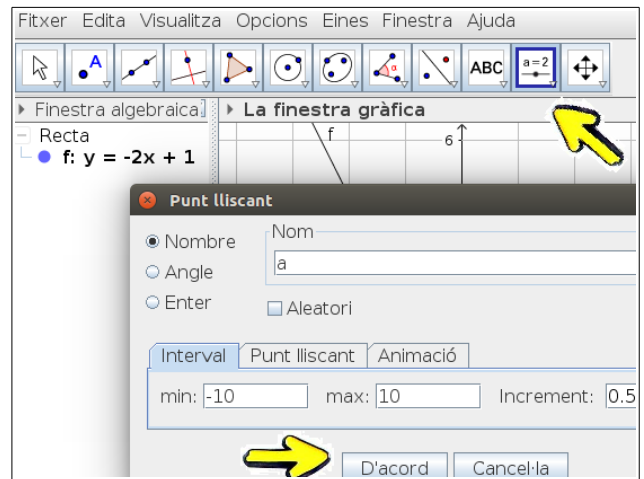 Fitxer Edita Visualitza Opcions Eines Finestra Ajuda
A α ABC a=2
Finestra algebraica La finestra gràfica
Recta
f: y = -2x + 1
f
6
Punt lliscant
Nombre
Angle
Enter
Nom
a
Aleatori
Interval Punt lliscant Animació
min: -10 max: 10 Increment: 0.5
D'acord Cancel·la